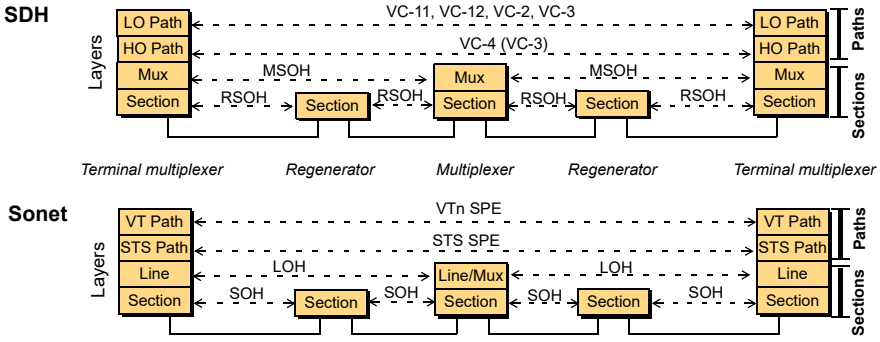 SDH
VC-11, VC-12, VC-2, VC-3
LO Path
LO Path
Paths
VC-4 (VC-3)
HO Path
HO Path
Layers
Mux
MSOH
Mux
MSOH
Mux
Sections
Section
RSOH
Section
RSOH
Section
RSOH
Section
RSOH
Section
Terminal multiplexer
Regenerator
Multiplexer
Regenerator
Terminal multiplexer
Sonet
VTn SPE
VT Path
VT Path
Paths
STS SPE
STS Path
STS Path
Layers
Line
LOH
Line/Mux
LOH
Line
Sections
Section
SOH
Section
SOH
Section
SOH
Section
SOH
Section